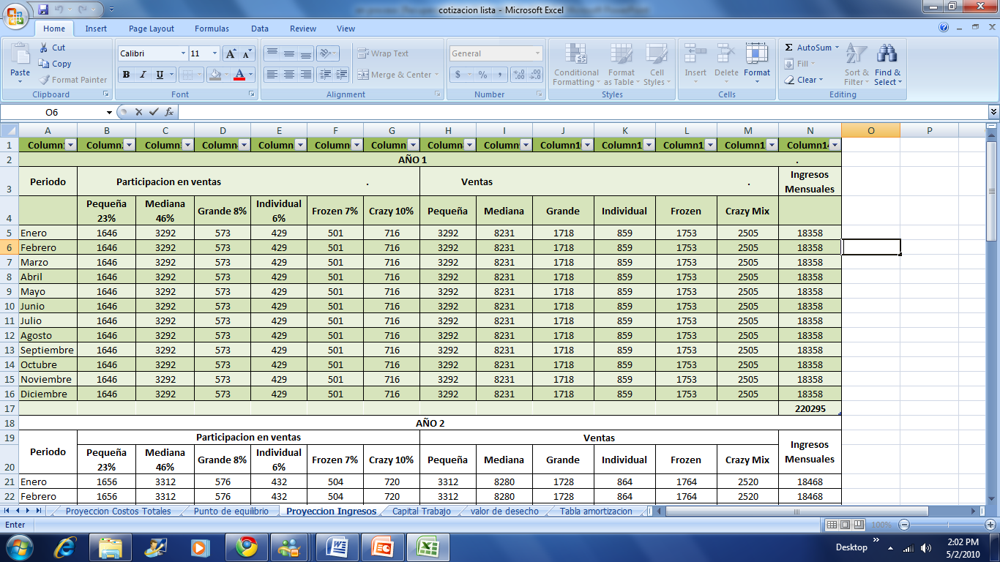 cotizacion lista - Microsoft Excel
Home Insert Page Layout Formulas Data Review View
Paste Cut Copy Format Painter
Calibri 11 A A
B I U A
Wrap Text
Merge & Center
General
$ % , .00 .0
Conditional Formatting Format as Table Cell Styles
Insert Delete Format
Σ AutoSum Fill Clear
Sort & Filter Find & Select
Clipboard Font Alignment Number Styles Cells Editing
O6 fx
A B C D E F G H I J K L M N O P
1 Column1 Column2 Column Column Column Column Column Column Column Column10 Column1 Column1 Column1 Column14
2 AÑO 1 .
3 Periodo Participacion en ventas . Ventas . Ingresos Mensuales
4 Pequeña 23% Mediana 46% Grande 8% Individual 6% Frozen 7% Crazy 10% Pequeña Mediana Grande Individual Frozen Crazy Mix
5 Enero 1646 3292 573 429 501 716 3292 8231 1718 859 1753 2505 18358
6 Febrero 1646 3292 573 429 501 716 3292 8231 1718 859 1753 2505 18358
7 Marzo 1646 3292 573 429 501 716 3292 8231 1718 859 1753 2505 18358
8 Abril 1646 3292 573 429 501 716 3292 8231 1718 859 1753 2505 18358
9 Mayo 1646 3292 573 429 501 716 3292 8231 1718 859 1753 2505 18358
10 Junio 1646 3292 573 429 501 716 3292 8231 1718 859 1753 2505 18358
11 Julio 1646 3292 573 429 501 716 3292 8231 1718 859 1753 2505 18358
12 Agosto 1646 3292 573 429 501 716 3292 8231 1718 859 1753 2505 18358
13 Septiembre 1646 3292 573 429 501 716 3292 8231 1718 859 1753 2505 18358
14 Octubre 1646 3292 573 429 501 716 3292 8231 1718 859 1753 2505 18358
15 Noviembre 1646 3292 573 429 501 716 3292 8231 1718 859 1753 2505 18358
16 Diciembre 1646 3292 573 429 501 716 3292 8231 1718 859 1753 2505 18358
17 220295
18 AÑO 2
19 Periodo Participacion en ventas Ventas Ingresos Mensuales
20 Pequeña 23% Mediana 46% Grande 8% Individual 6% Frozen 7% Crazy 10% Pequeña Mediana Grande Individual Frozen Crazy Mix
21 Enero 1656 3312 576 432 504 720 3312 8280 1728 864 1764 2520 18468
22 Febrero 1656 3312 576 432 504 720 3312 8280 1728 864 1764 2520 18468
Proyeccion Costos Totales Punto de equilibrio Proyeccion Ingresos Capital Trabajo valor de desecho Tabla amortizacion
Enter 100%
Desktop 2:02 PM
5/2/2010